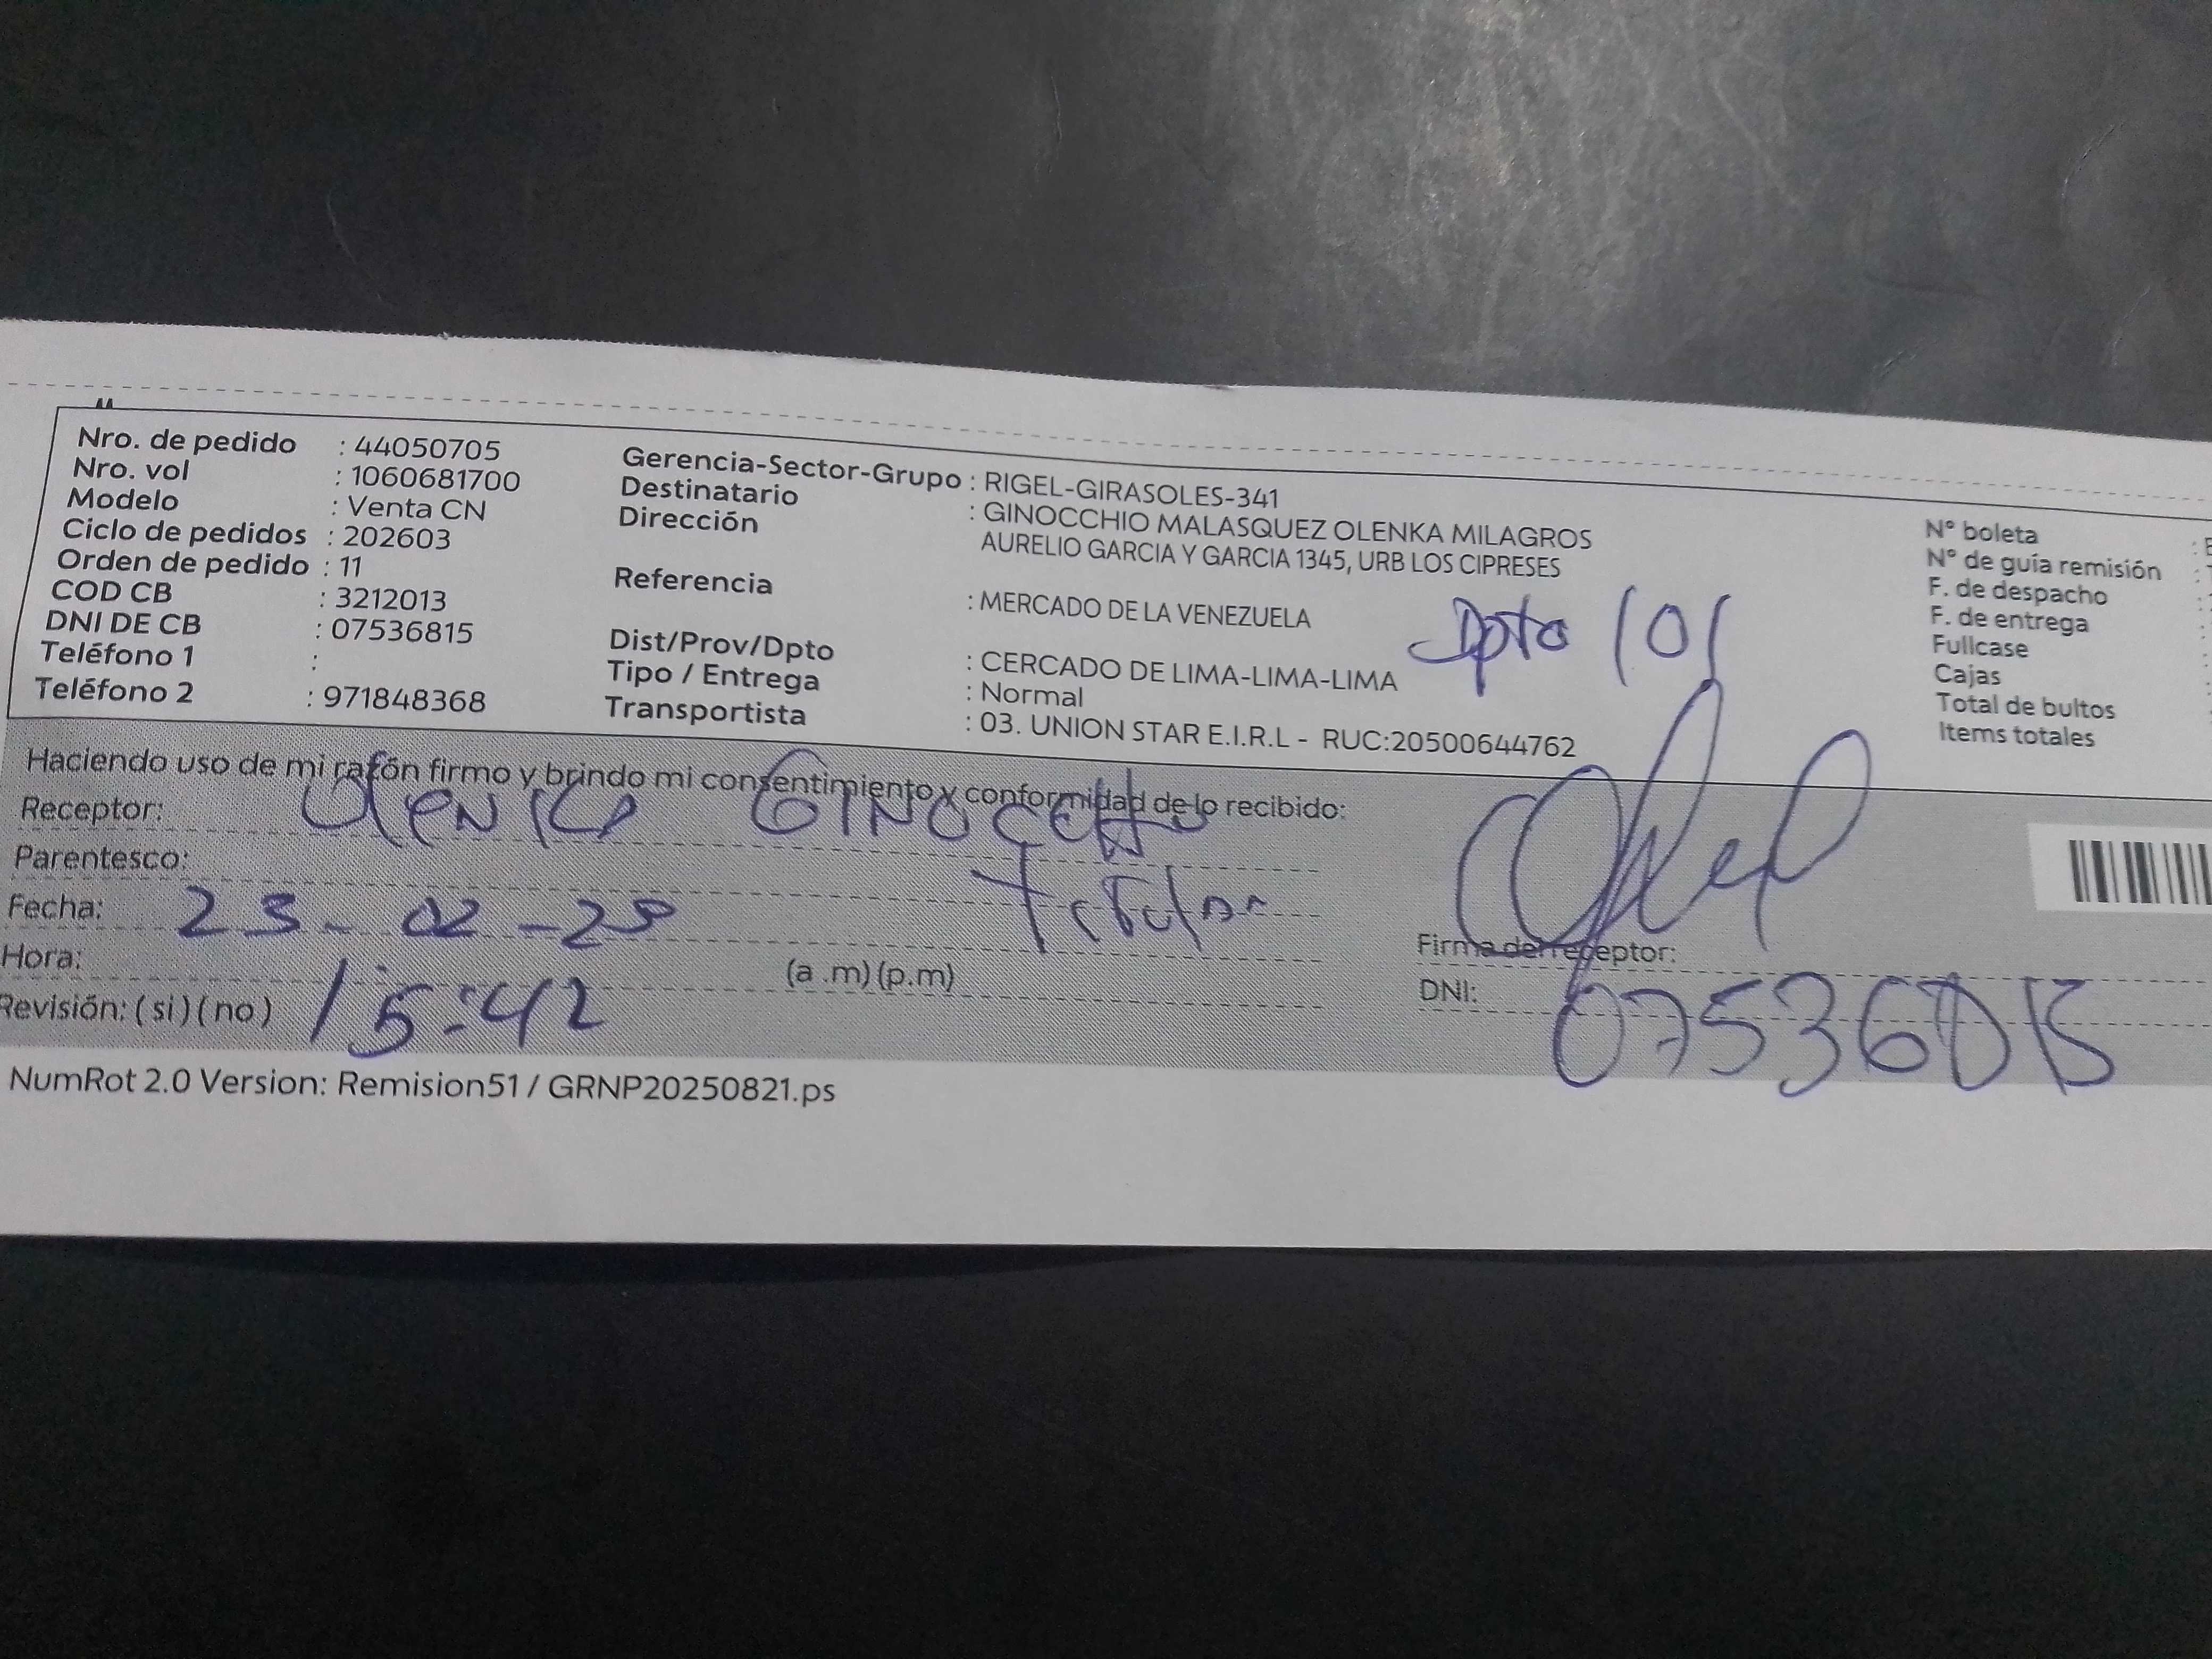 Nro. de pedido : 44050705
Nro. vol : 1060681700
Modelo : Venta CN
Ciclo de pedidos : 202603
Orden de pedido : 11
COD CB : 3212013
DNI DE CB : 07536815
Teléfono 1 :
Teléfono 2 : 971848368
Gerencia-Sector-Grupo : RIGEL-GIRASOLES-341
Destinatario : GINOCCHIO MALASQUEZ OLENKA MILAGROS
Dirección AURELIO GARCIA Y GARCIA 1345, URB LOS CIPRESES
Referencia : MERCADO DE LA VENEZUELA
Dpto 101
Dist/Prov/Dpto : CERCADO DE LIMA-LIMA-LIMA
Tipo / Entrega : Normal
Transportista : 03. UNION STAR E.I.R.L - RUC:20500644762
N° boleta :
N° de guía remisión :
F. de despacho :
F. de entrega :
Fullcase
Cajas
Total de bultos
Items totales
Haciendo uso de mi razón firmo y brindo mi consentimiento y conformidad de lo recibido:
Receptor: Olenka Ginocchio
Parentesco: Titular
Fecha: 23-02-
Hora: 15:42 (a .m) (p.m)
Revisión: ( si ) ( no )
Firma del receptor:
DNI: 07536815
NumRot 2.0 Version: Remision51 / GRNP20250821.ps